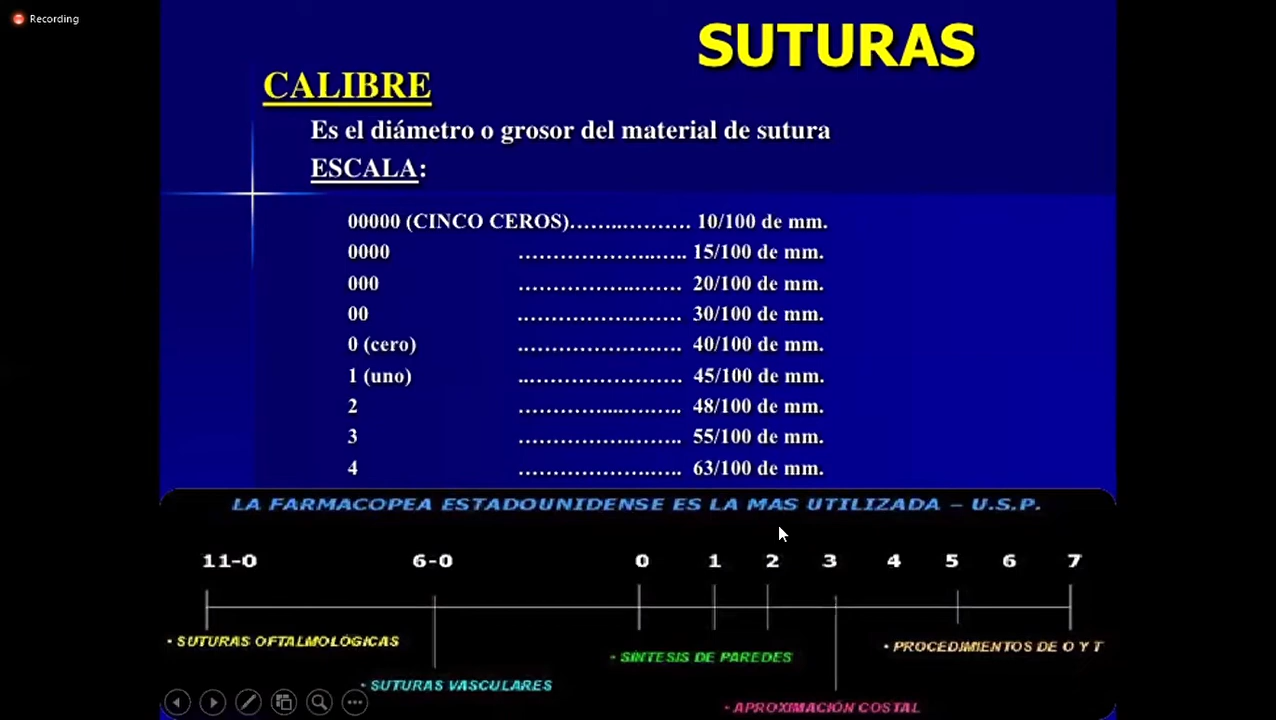 Recording
SUTURAS
CALIBRE
Es el diámetro o grosor del material de sutura
ESCALA:
00000 (CINCO CEROS)……..………. 10/100 de mm.
0000 ………………..….. 15/100 de mm.
000 ……………..……. 20/100 de mm.
00 .……………….……. 30/100 de mm.
0 (cero) ..……………….…. 40/100 de mm.
1 (uno) ..…………………. 45/100 de mm.
2 …………....…….….. 48/100 de mm.
3 …………….…….. 55/100 de mm.
4 ……………….….. 63/100 de mm.
LA FARMACOPEA ESTADOUNIDENSE ES LA MAS UTILIZADA – U.S.P.
11-0 6-0 0 1 2 3 4 5 6 7
• SUTURAS OFTALMOLÓGICAS
• PROCEDIMIENTOS DE O Y T
• SÍNTESIS DE PAREDES
• SUTURAS VASCULARES
• APROXIMACIÓN COSTAL